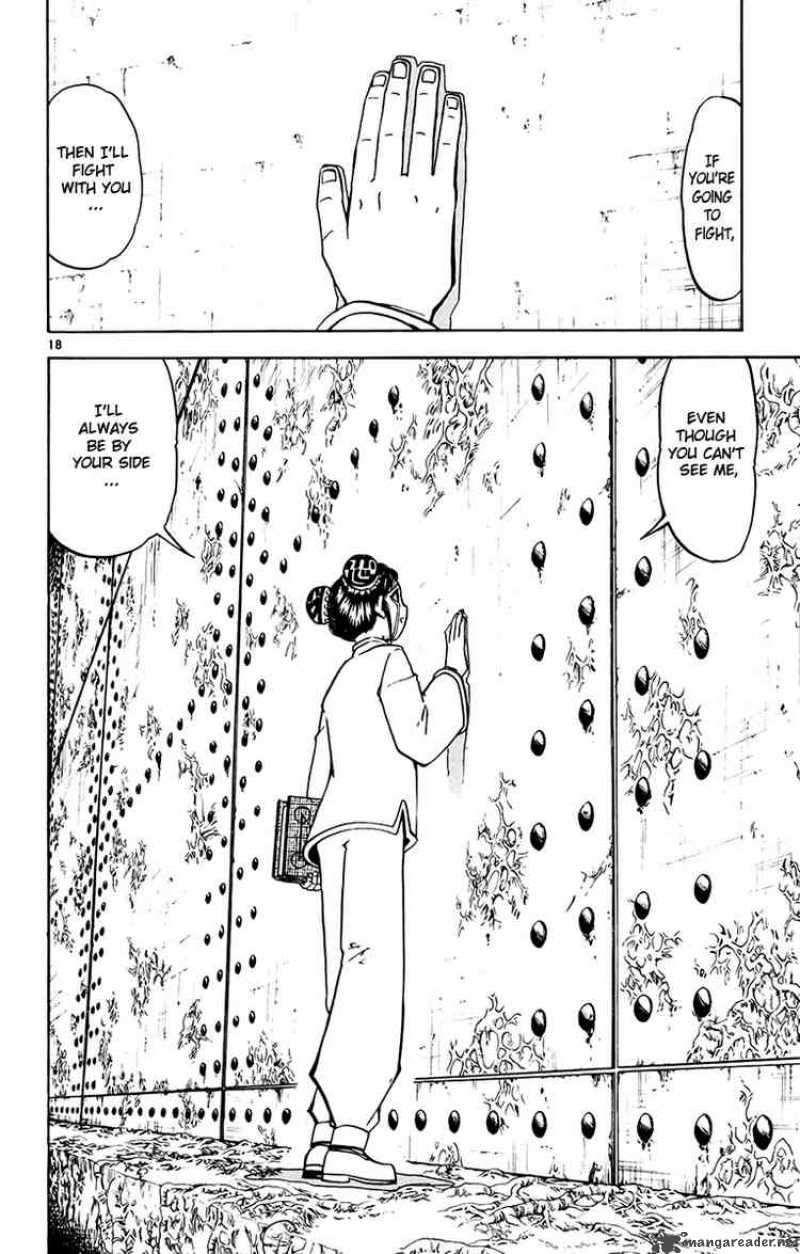 IF
YOU'RE
GOING
TO
FIGHT,
THEN I'LL
FIGHT
WITH YOU
...
18
EVEN
THOUGH
YOU CAN'T
SEE ME,
I'LL
ALWAYS
BE BY
YOUR SIDE
...
mangareader.net